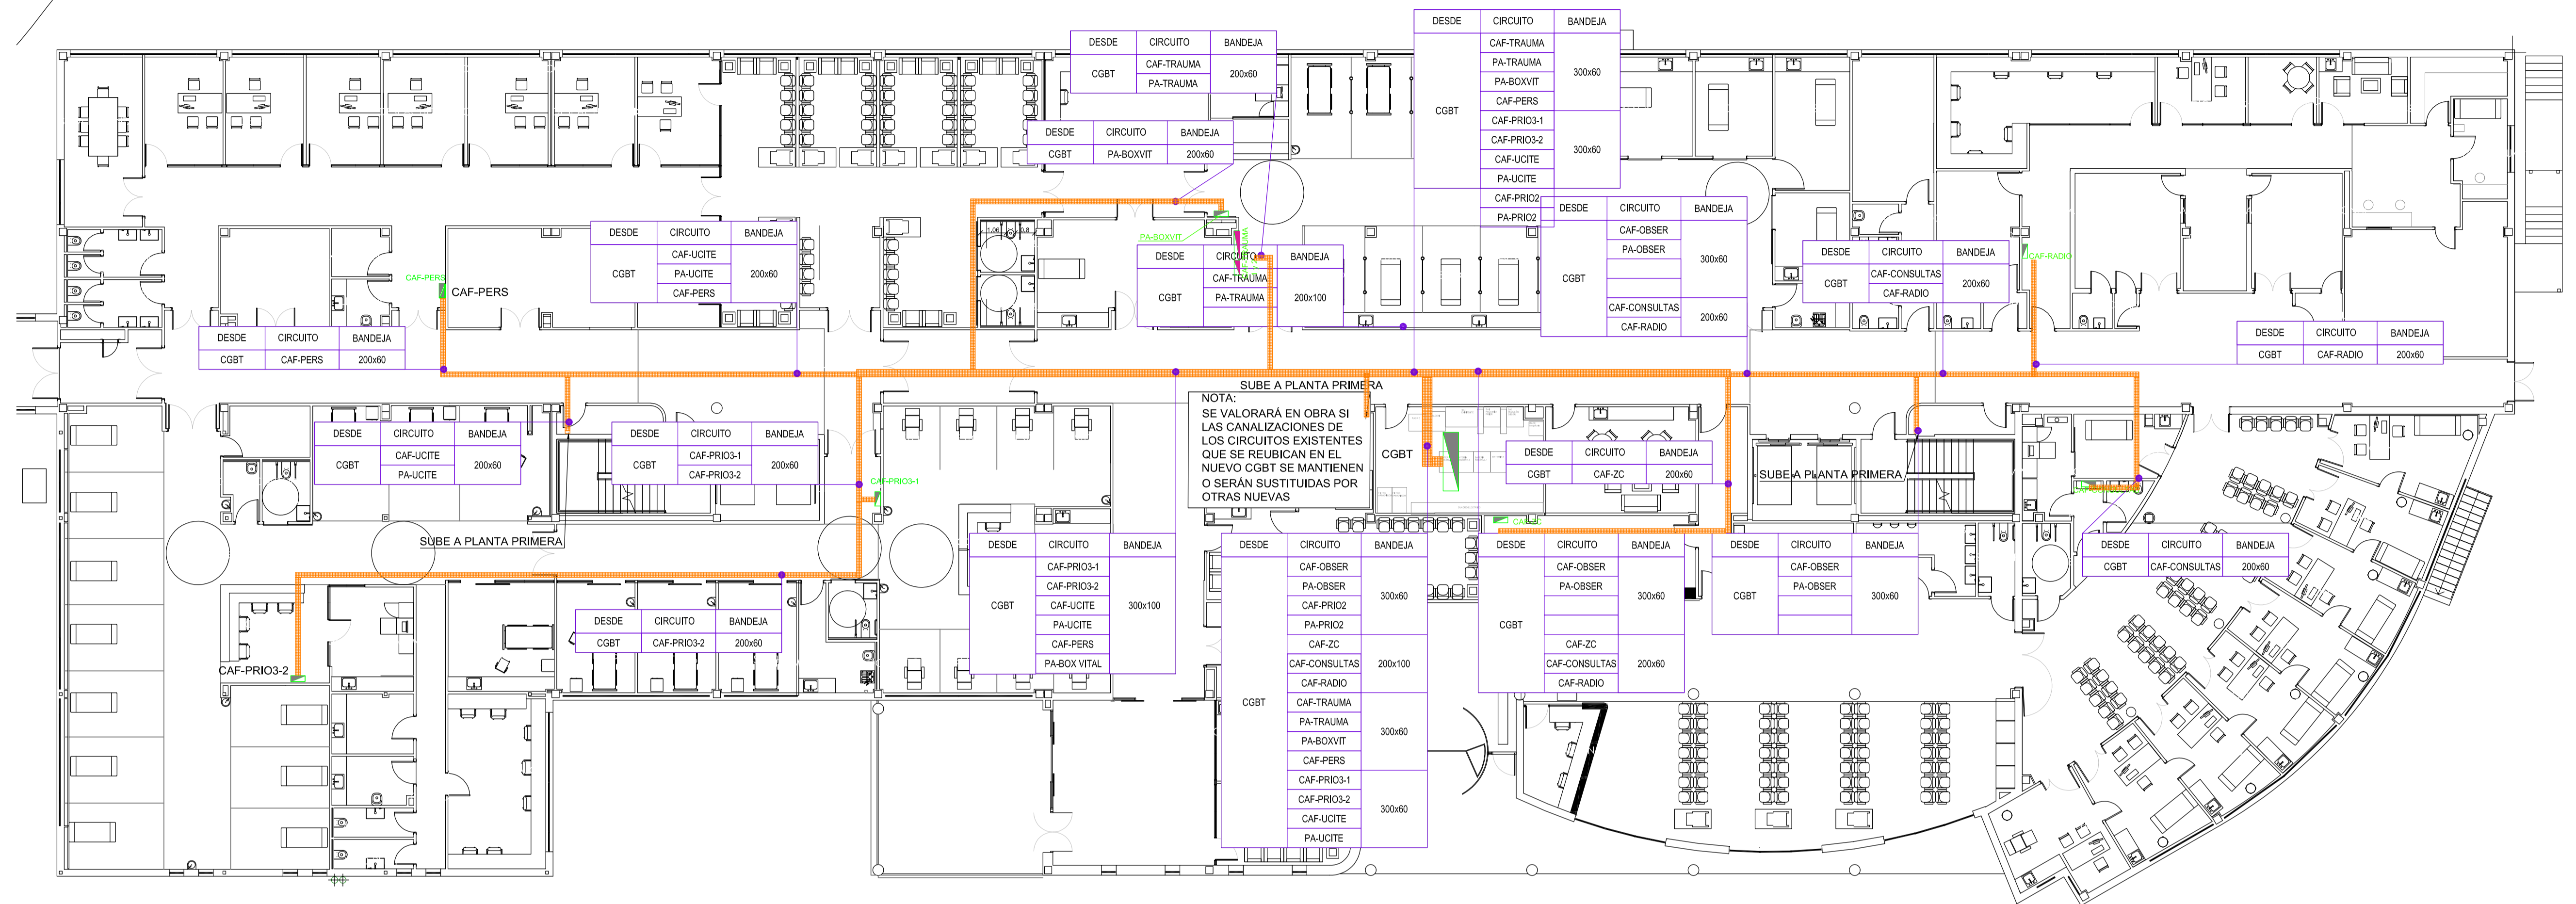 DESDE CIRCUITO BANDEJA
CGBT CAF-TRAUMA 200x60
PA-TRAUMA
DESDE CIRCUITO BANDEJA
CGBT CAF-TRAUMA 300x60
PA-TRAUMA
PA-BOXVIT
CAF-PERS
CAF-PRIO3-1 300x60
CAF-PRIO3-2
CAF-UCITE
PA-UCITE
CAF-PRIO2
PA-PRIO2
DESDE CIRCUITO BANDEJA
CGBT PA-BOXVIT 200x60
DESDE CIRCUITO BANDEJA
CGBT CAF-OBSER 300x60
PA-OBSER
CAF-CONSULTAS 200x60
CAF-RADIO
DESDE CIRCUITO BANDEJA
CGBT CAF-UCITE 200x60
PA-UCITE
CAF-PERS
1,06 0,8
PA-BOXVIT
DESDE CIRCUITO BANDEJA
CGBT CAF-TRAUMA 200x100
PA-TRAUMA
DESDE CIRCUITO BANDEJA
CGBT CAF-CONSULTAS 200x60
CAF-RADIO
CAF-RADIO
CAF-PERS
CAF-PERS
DESDE CIRCUITO BANDEJA
CGBT CAF-PERS 200x60
DESDE CIRCUITO BANDEJA
CGBT CAF-RADIO 200x60
SUBE A PLANTA PRIMERA
NOTA:
SE VALORARÁ EN OBRA SI
LAS CANALIZACIONES DE
LOS CIRCUITOS EXISTENTES
QUE SE REUBICAN EN EL
NUEVO CGBT SE MANTIENEN
O SERÁN SUSTITUIDAS POR
OTRAS NUEVAS
CGBT
DESDE CIRCUITO BANDEJA
CGBT CAF-UCITE 200x60
PA-UCITE
DESDE CIRCUITO BANDEJA
CGBT CAF-PRIO3-1 200x60
CAF-PRIO3-2
CAF-PRIO3-1
DESDE CIRCUITO BANDEJA
CGBT CAF-ZC 200x60
SUBE A PLANTA PRIMERA
CAF-ZC
SUBE A PLANTA PRIMERA
DESDE CIRCUITO BANDEJA
CGBT CAF-PRIO3-1 300x100
CAF-PRIO3-2
CAF-UCITE
PA-UCITE
CAF-PERS
PA-BOX VITAL
DESDE CIRCUITO BANDEJA
CGBT CAF-OBSER 300x60
PA-OBSER
CAF-PRIO2
PA-PRIO2
CAF-ZC 200x100
CAF-CONSULTAS
CAF-RADIO
CAF-TRAUMA 300x60
PA-TRAUMA
PA-BOXVIT
CAF-PERS
CAF-PRIO3-1 300x60
CAF-PRIO3-2
CAF-UCITE
PA-UCITE
DESDE CIRCUITO BANDEJA
CGBT CAF-OBSER 300x60
PA-OBSER
CAF-ZC 200x60
CAF-CONSULTAS
CAF-RADIO
DESDE CIRCUITO BANDEJA
CGBT CAF-OBSER 300x60
PA-OBSER
DESDE CIRCUITO BANDEJA
CGBT CAF-CONSULTAS 200x60
DESDE CIRCUITO BANDEJA
CGBT CAF-PRIO3-2 200x60
CAF-PRIO3-2